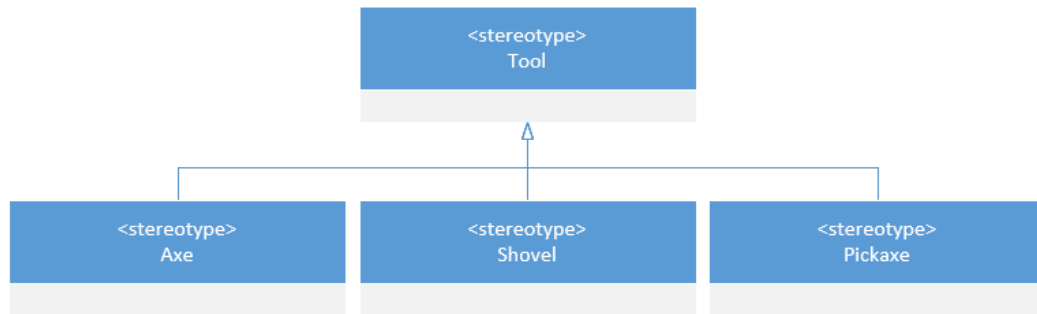 <stereotype>
Tool
<stereotype>
Axe
<stereotype>
Shovel
<stereotype>
Pickaxe